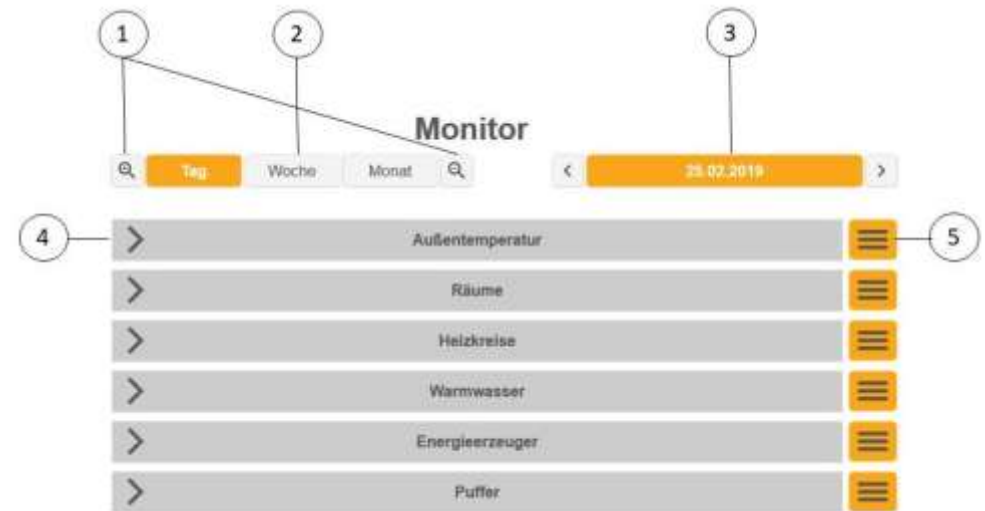 1 2 3
Monitor
Tag Woche Monat 25.02.2019
4 Außentemperatur 5
Räume
Heizkreise
Warmwasser
Energieerzeuger
Puffer